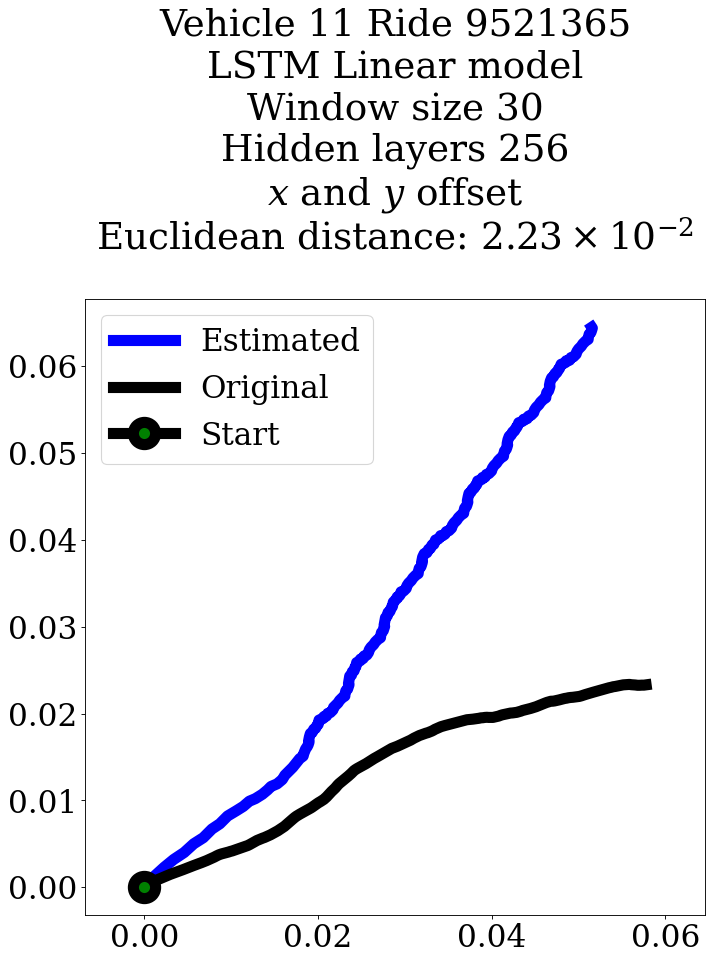 Vehicle 11 Ride 9521365
LSTM Linear model
Window size 30
Hidden layers 256
x and y offset
Euclidean distance: 2.23 × 10⁻²
Estimated
Original
Start
0.06
0.05
0.04
0.03
0.02
0.01
0.00
0.00 0.02 0.04 0.06